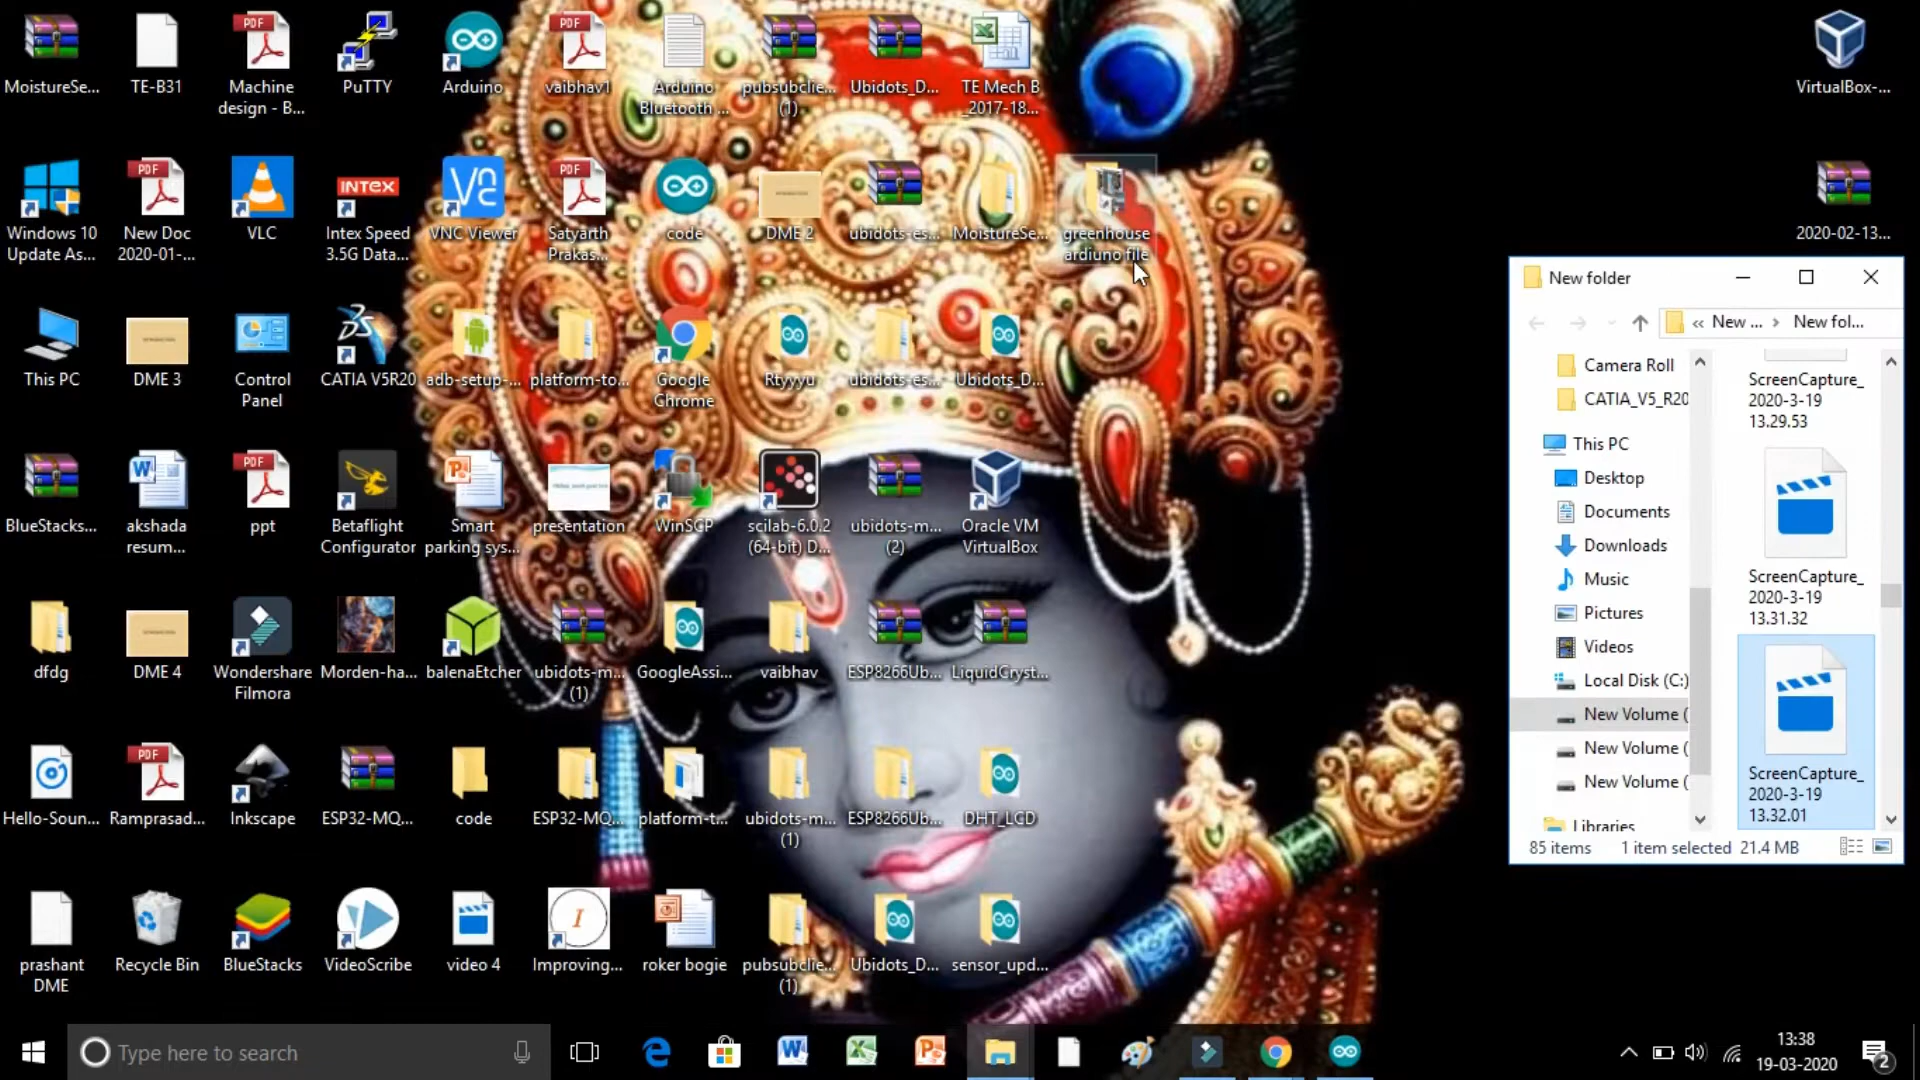 MoistureSe...
TE-B31
Machine
design - B...
PuTTY
Arduino
vaibhav1
Arduino
Bluetooth ...
pubsubclie...
(1)
Ubidots_D...
TE Mech B
_2017-18...
VirtualBox-...
Windows 10
Update As...
New Doc
2020-01-...
VLC
INTEX
Intex Speed
3.5G Data...
VNC Viewer
Satyarth
Prakas...
code
DME 2
ubidots-es...
MoistureSe...
greenhouse
ardiuno file
2020-02-13...
This PC
DME 3
Control
Panel
CATIA V5R20
adb-setup-...
platform-to...
Google
Chrome
Rtyyyu
ubidots-es...
Ubidots_D...
BlueStacks...
akshada
resum...
ppt
Betaflight
Configurator
Smart
parking sys...
presentation
WinSCP
scilab-6.0.2
(64-bit) D...
ubidots-m...
(2)
Oracle VM
VirtualBox
dfdg
DME 4
Wondershare
Filmora
Morden-ha...
balenaEtcher
ubidots-m...
(1)
GoogleAssi...
vaibhav
ESP8266Ub...
LiquidCryst...
Hello-Soun...
Ramprasad...
Inkscape
ESP32-MQ...
code
ESP32-MQ...
platform-t...
ubidots-m...
(1)
ESP8266Ub...
DHT_LCD
prashant
DME
Recycle Bin
BlueStacks
VideoScribe
video 4
Improving...
roker bogie
pubsubclie...
(1)
Ubidots_D...
sensor_upd...
New folder
« New ... › New fol...
Camera Roll
CATIA_V5_R20
This PC
Desktop
Documents
Downloads
Music
Pictures
Videos
Local Disk (C:)
New Volume (
New Volume (
New Volume (
Libraries
ScreenCapture_
2020-3-19
13.29.53
ScreenCapture_
2020-3-19
13.31.32
ScreenCapture_
2020-3-19
13.32.01
85 items 1 item selected 21.4 MB
Type here to search
13:38
19-03-2020
2